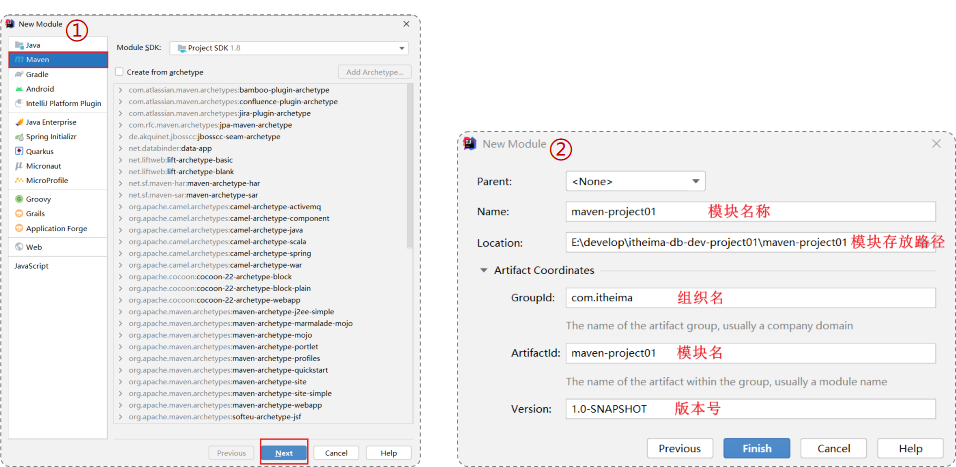 New Module
①
Java
Maven
Gradle
Android
IntelliJ Platform Plugin
Java Enterprise
Spring Initializr
Quarkus
Micronaut
MicroProfile
Groovy
Grails
Application Forge
Web
JavaScript
Module SDK: Project SDK 1.8
Create from archetype Add Archetype...
com.atlassian.maven.archetypes:bamboo-plugin-archetype
com.atlassian.maven.archetypes:confluence-plugin-archetype
com.atlassian.maven.archetypes:jira-plugin-archetype
com.rfc.maven.archetypes:jpa-maven-archetype
de.akquinet.jbosscc:jbosscc-seam-archetype
net.databinder:data-app
net.liftweb:lift-archetype-basic
net.liftweb:lift-archetype-blank
net.sf.maven-har:maven-archetype-har
net.sf.maven-sar:maven-archetype-sar
org.apache.camel.archetypes:camel-archetype-activemq
org.apache.camel.archetypes:camel-archetype-component
org.apache.camel.archetypes:camel-archetype-java
org.apache.camel.archetypes:camel-archetype-scala
org.apache.camel.archetypes:camel-archetype-spring
org.apache.camel.archetypes:camel-archetype-war
org.apache.cocoon:cocoon-22-archetype-block
org.apache.cocoon:cocoon-22-archetype-block-plain
org.apache.cocoon:cocoon-22-archetype-webapp
org.apache.maven.archetypes:maven-archetype-j2ee-simple
org.apache.maven.archetypes:maven-archetype-marmalade-mojo
org.apache.maven.archetypes:maven-archetype-mojo
org.apache.maven.archetypes:maven-archetype-portlet
org.apache.maven.archetypes:maven-archetype-profiles
org.apache.maven.archetypes:maven-archetype-quickstart
org.apache.maven.archetypes:maven-archetype-site
org.apache.maven.archetypes:maven-archetype-site-simple
org.apache.maven.archetypes:maven-archetype-webapp
org.apache.myfaces.buildtools:softeu-archetype-jsf
Previous Next Cancel Help
New Module
②
Parent: <None>
Name: maven-project01 模块名称
Location: E:\develop\itheima-db-dev-project01\maven-project01 模块存放路径
Artifact Coordinates
GroupId: com.itheima 组织名
The name of the artifact group, usually a company domain
ArtifactId: maven-project01 模块名
The name of the artifact within the group, usually a module name
Version: 1.0-SNAPSHOT 版本号
Previous Finish Cancel Help